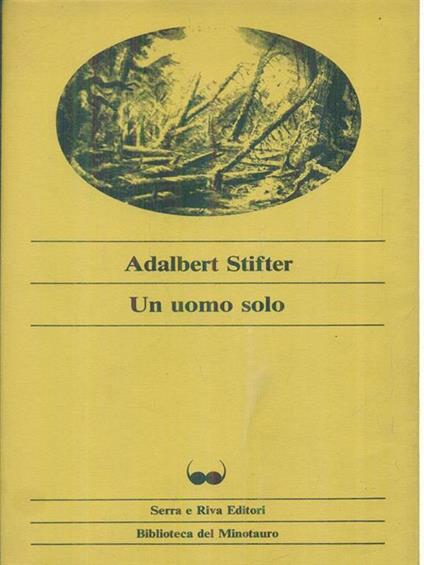 Adalbert Stifter
Un uomo solo
Serra e Riva Editori
Biblioteca del Minotauro